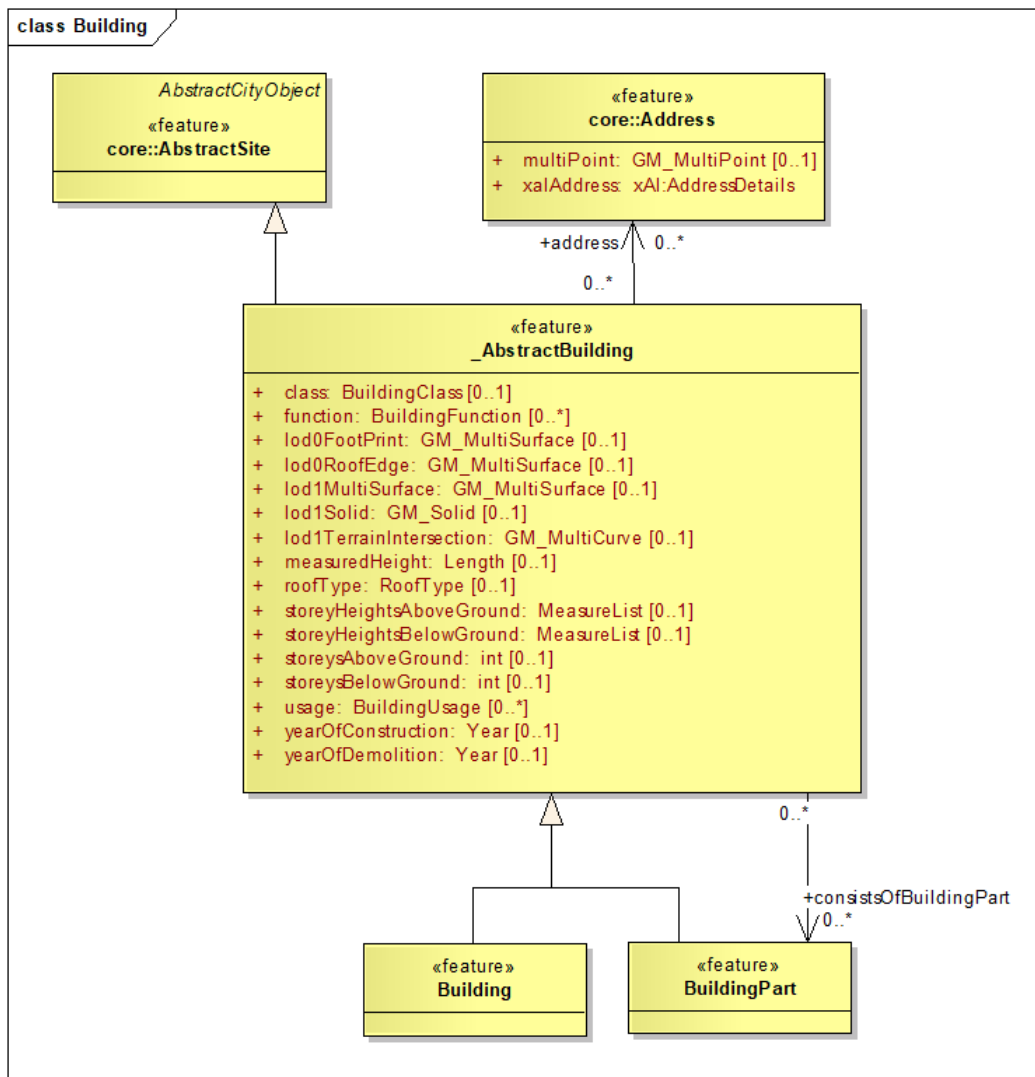 class Building
AbstractCityObject
«feature»
core::AbstractSite
«feature»
core::Address
+ multiPoint: GM_MultiPoint [0..1]
+ xalAddress: xAl:AddressDetails
+address
0..*
0..*
«feature»
_AbstractBuilding
+ class: BuildingClass [0..1]
+ function: BuildingFunction [0..*]
+ lod0FootPrint: GM_MultiSurface [0..1]
+ lod0RoofEdge: GM_MultiSurface [0..1]
+ lod1MultiSurface: GM_MultiSurface [0..1]
+ lod1Solid: GM_Solid [0..1]
+ lod1TerrainIntersection: GM_MultiCurve [0..1]
+ measuredHeight: Length [0..1]
+ roofType: RoofType [0..1]
+ storeyHeightsAboveGround: MeasureList [0..1]
+ storeyHeightsBelowGround: MeasureList [0..1]
+ storeysAboveGround: int [0..1]
+ storeysBelowGround: int [0..1]
+ usage: BuildingUsage [0..*]
+ yearOfConstruction: Year [0..1]
+ yearOfDemolition: Year [0..1]
0..*
+consistsOfBuildingPart
0..*
«feature»
Building
«feature»
BuildingPart